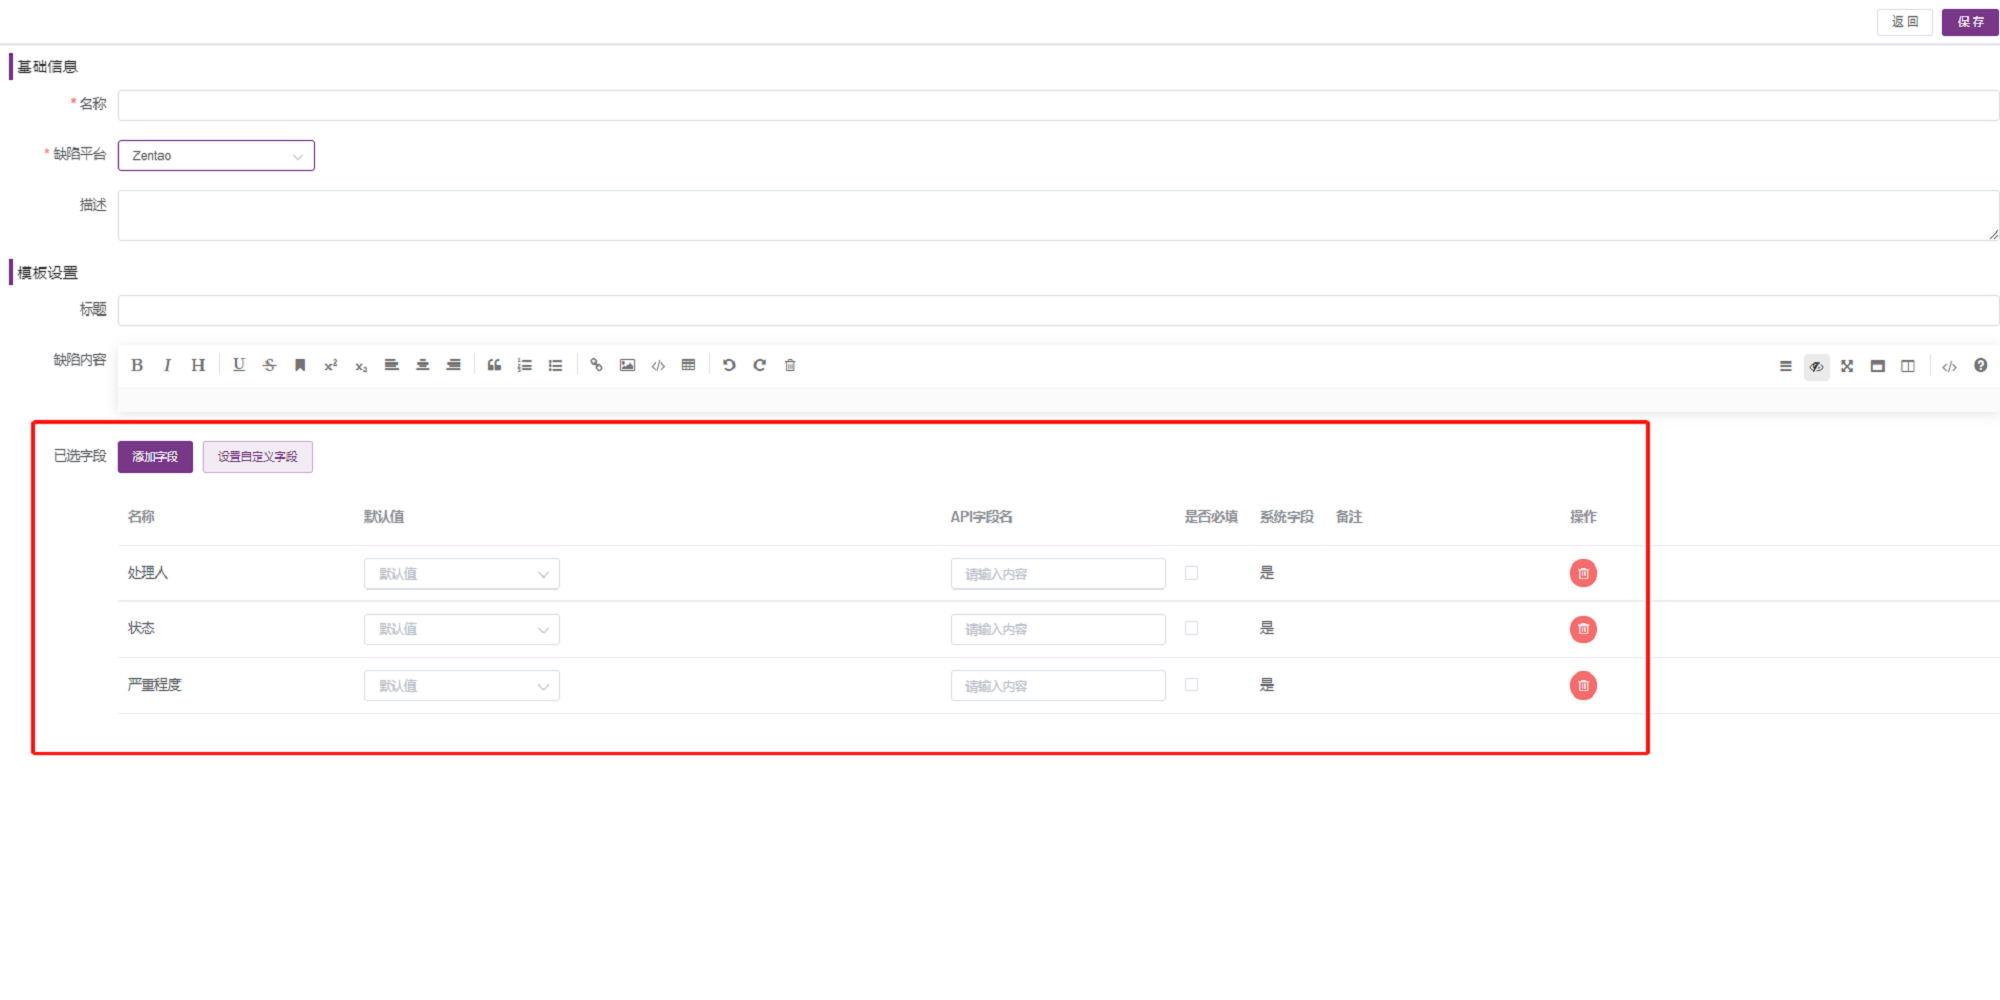 返回 保存
基础信息
* 名称
* 缺陷平台 Zentao
描述
模板设置
标题
缺陷内容 B I H U S x² x₂
已选字段 添加字段 设置自定义字段
名称 默认值 API字段名 是否必填 系统字段 备注 操作
处理人 默认值 请输入内容 是
状态 默认值 请输入内容 是
严重程度 默认值 请输入内容 是